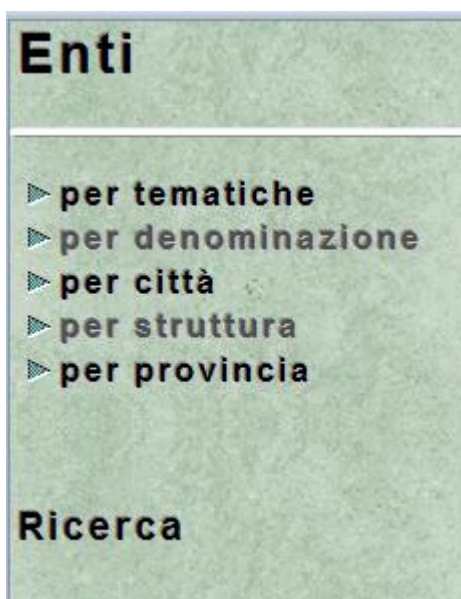 Enti
per tematiche
per denominazione
per città
per struttura
per provincia
Ricerca